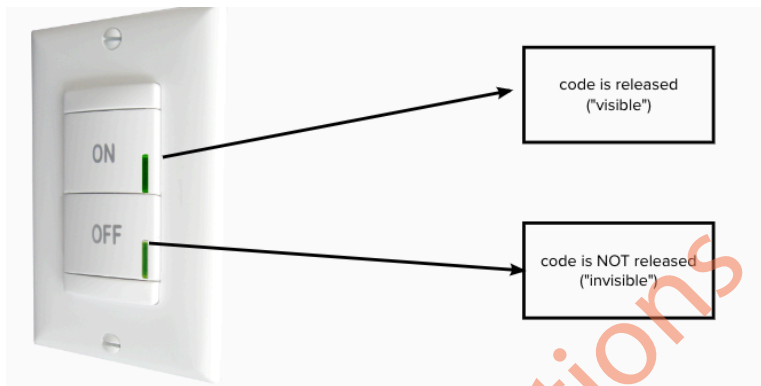 ON
OFF
code is released
("visible")
code is NOT released
("invisible")